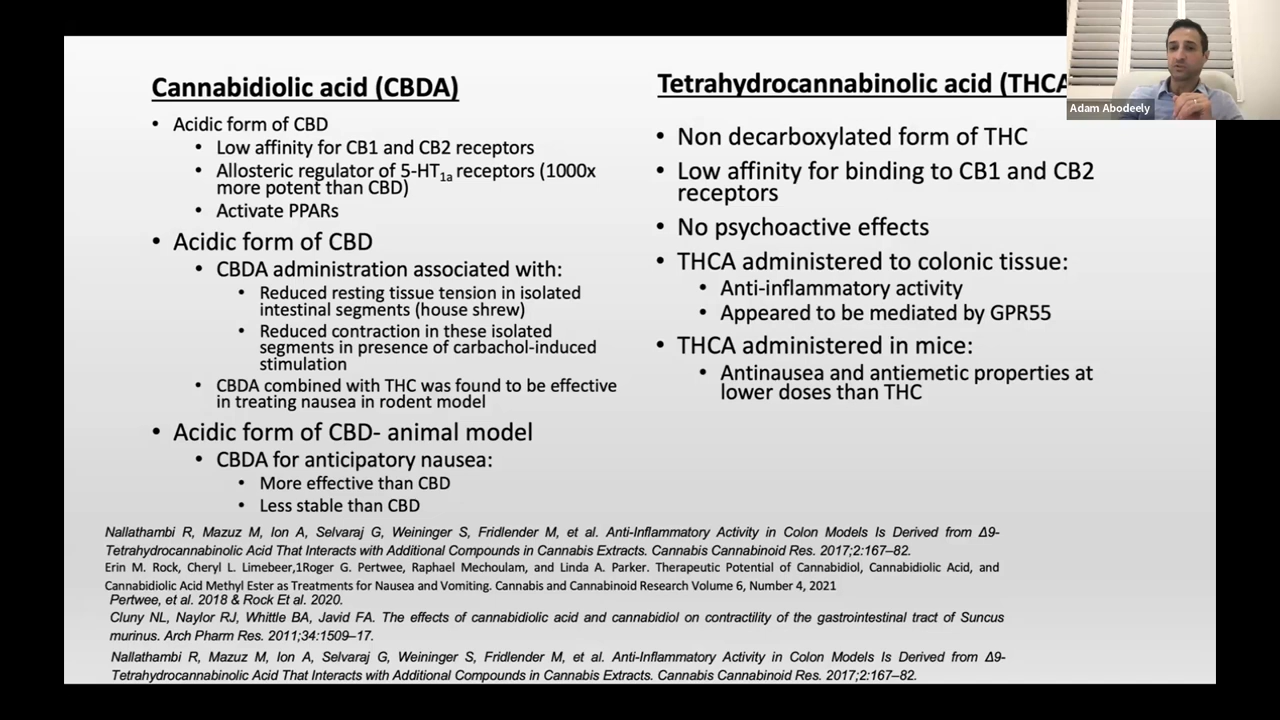 Cannabidiolic acid (CBDA)
• Acidic form of CBD
• Low affinity for CB1 and CB2 receptors
• Allosteric regulator of 5-HT1a receptors (1000x
more potent than CBD)
• Activate PPARs
• Acidic form of CBD
• CBDA administration associated with:
• Reduced resting tissue tension in isolated
intestinal segments (house shrew)
• Reduced contraction in these isolated
segments in presence of carbachol-induced
stimulation
• CBDA combined with THC was found to be effective
in treating nausea in rodent model
• Acidic form of CBD- animal model
• CBDA for anticipatory nausea:
• More effective than CBD
• Less stable than CBD
Tetrahydrocannabinolic acid (THCA
• Non decarboxylated form of THC
• Low affinity for binding to CB1 and CB2
receptors
• No psychoactive effects
• THCA administered to colonic tissue:
• Anti-inflammatory activity
• Appeared to be mediated by GPR55
• THCA administered in mice:
• Antinausea and antiemetic properties at
lower doses than THC
Nallathambi R, Mazuz M, Ion A, Selvaraj G, Weininger S, Fridlender M, et al. Anti-Inflammatory Activity in Colon Models Is Derived from Δ9-
Tetrahydrocannabinolic Acid That Interacts with Additional Compounds in Cannabis Extracts. Cannabis Cannabinoid Res. 2017;2:167–82.
Erin M. Rock, Cheryl L. Limebeer,1Roger G. Pertwee, Raphael Mechoulam, and Linda A. Parker. Therapeutic Potential of Cannabidiol, Cannabidiolic Acid, and
Cannabidiolic Acid Methyl Ester as Treatments for Nausea and Vomiting. Cannabis and Cannabinoid Research Volume 6, Number 4, 2021
Pertwee, et al. 2018 & Rock Et al. 2020.
Cluny NL, Naylor RJ, Whittle BA, Javid FA. The effects of cannabidiolic acid and cannabidiol on contractility of the gastrointestinal tract of Suncus
murinus. Arch Pharm Res. 2011;34:1509–17.
Nallathambi R, Mazuz M, Ion A, Selvaraj G, Weininger S, Fridlender M, et al. Anti-Inflammatory Activity in Colon Models Is Derived from Δ9-
Tetrahydrocannabinolic Acid That Interacts with Additional Compounds in Cannabis Extracts. Cannabis Cannabinoid Res. 2017;2:167–82.
Adam Abodeely